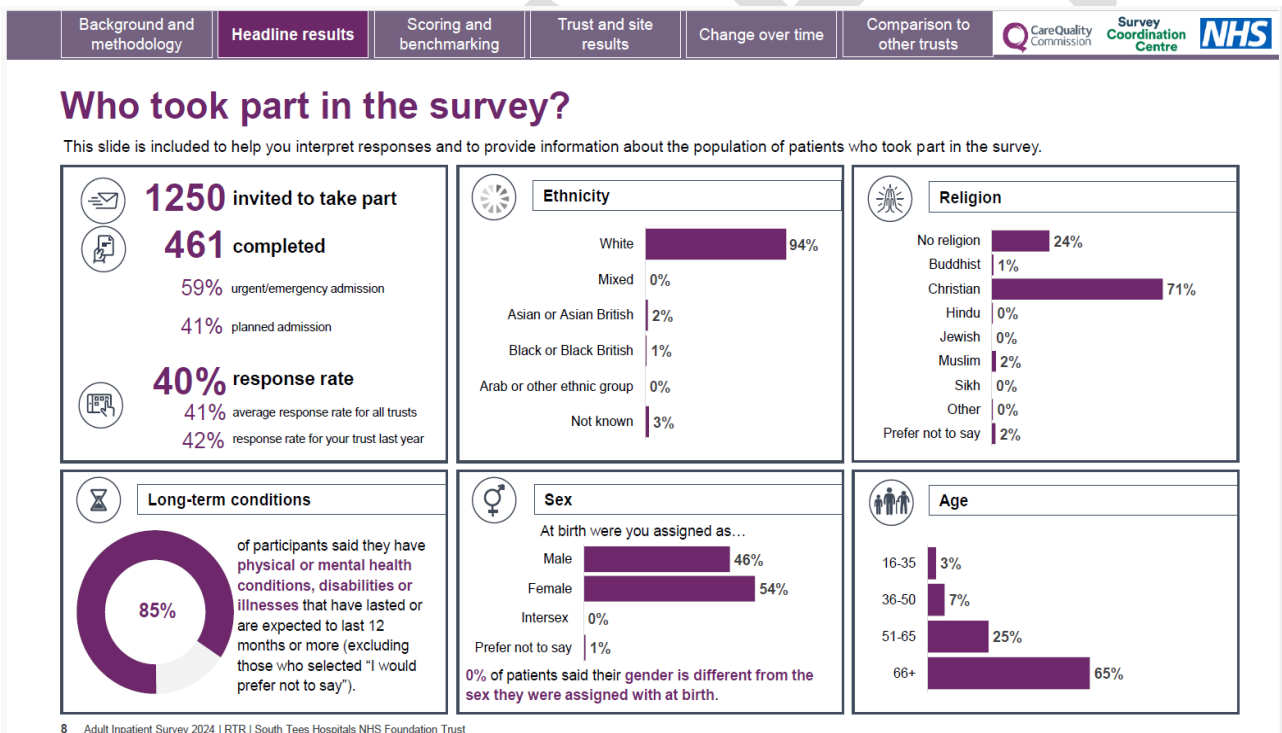 Background and
methodology
Headline results
Scoring and
benchmarking
Trust and site
results
Change over time
Comparison to
other trusts
CareQuality
Commission
Survey
Coordination
Centre
NHS
Who took part in the survey?
This slide is included to help you interpret responses and to provide information about the population of patients who took part in the survey.
1250 invited to take part
461 completed
59% urgent/emergency admission
41% planned admission
40% response rate
41% average response rate for all trusts
42% response rate for your trust last year
Ethnicity
White 94%
Mixed 0%
Asian or Asian British 2%
Black or Black British 1%
Arab or other ethnic group 0%
Not known 3%
Religion
No religion 24%
Buddhist 1%
Christian 71%
Hindu 0%
Jewish 0%
Muslim 2%
Sikh 0%
Other 0%
Prefer not to say 2%
Long-term conditions
85%
of participants said they have
physical or mental health
conditions, disabilities or
illnesses that have lasted or
are expected to last 12
months or more (excluding
those who selected “I would
prefer not to say”).
Sex
At birth were you assigned as…
Male 46%
Female 54%
Intersex 0%
Prefer not to say 1%
0% of patients said their gender is different from the
sex they were assigned with at birth.
Age
16-35 3%
36-50 7%
51-65 25%
66+ 65%
8 Adult Inpatient Survey 2024 | RTR | South Tees Hospitals NHS Foundation Trust